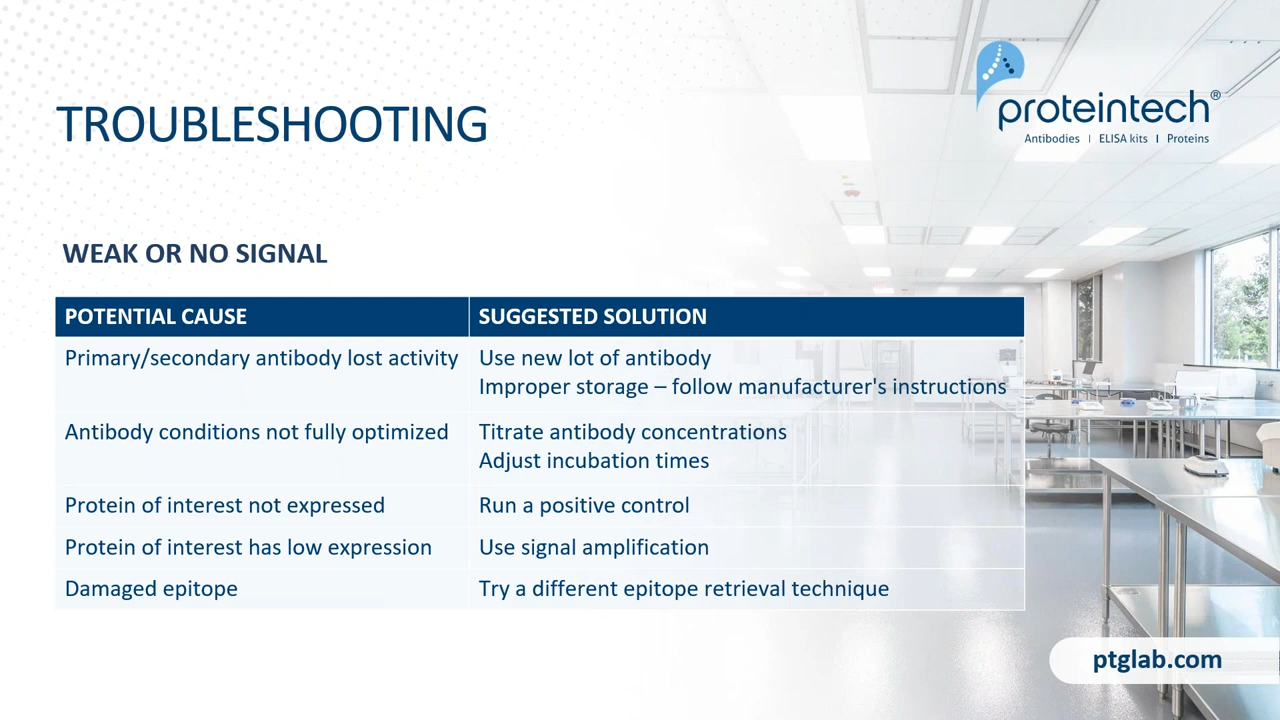 TROUBLESHOOTING
proteintech®
Antibodies | ELISA kits | Proteins
WEAK OR NO SIGNAL
POTENTIAL CAUSE
SUGGESTED SOLUTION
Primary/secondary antibody lost activity
Use new lot of antibody
Improper storage – follow manufacturer's instructions
Antibody conditions not fully optimized
Titrate antibody concentrations
Adjust incubation times
Protein of interest not expressed
Run a positive control
Protein of interest has low expression
Use signal amplification
Damaged epitope
Try a different epitope retrieval technique
ptglab.com